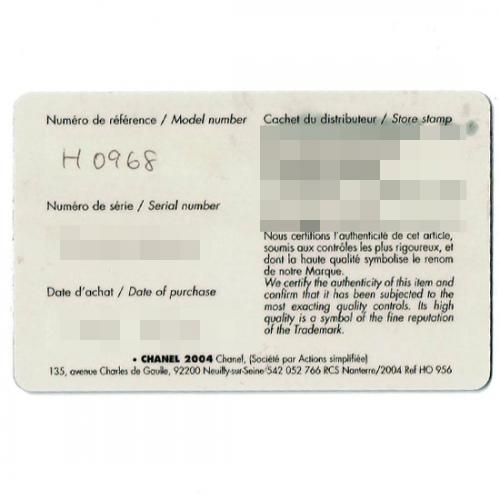 Numéro de référence / Model number
H 0968
Numéro de série / Serial number
Date d'achat / Date of purchase
Cachet du distributeur / Store stamp
Nous certifions l'authenticité de cet article,
soumis aux contrôles les plus rigoureux, et
dont la haute qualité symbolise le renom
de notre Marque.
We certify the authenticity of this item and
confirm that it has been subjected to the
most exacting quality controls. Its high
quality is a symbol of the fine reputation
of the Trademark.
• CHANEL 2004 Chanel, (Société par Actions simplifiée)
135, avenue Charles de Gaulle, 92200 Neuilly-sur-Seine 542 052 766 RCS Nanterre/2004 Ref HO 956